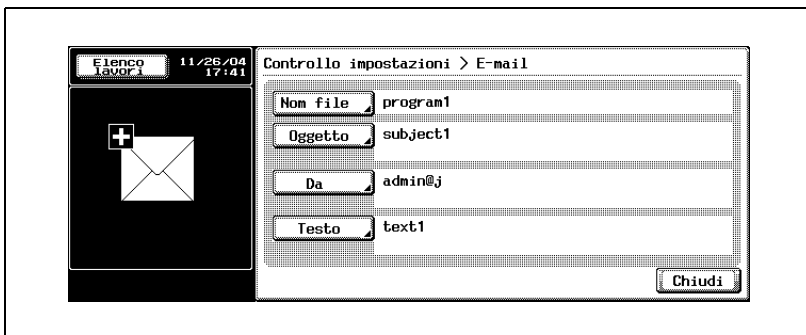 Elenco lavori
11/26/04
17:41
Controllo impostazioni > E-mail
Nom file program1
Oggetto subject1
Da admin@j
Testo text1
Chiudi